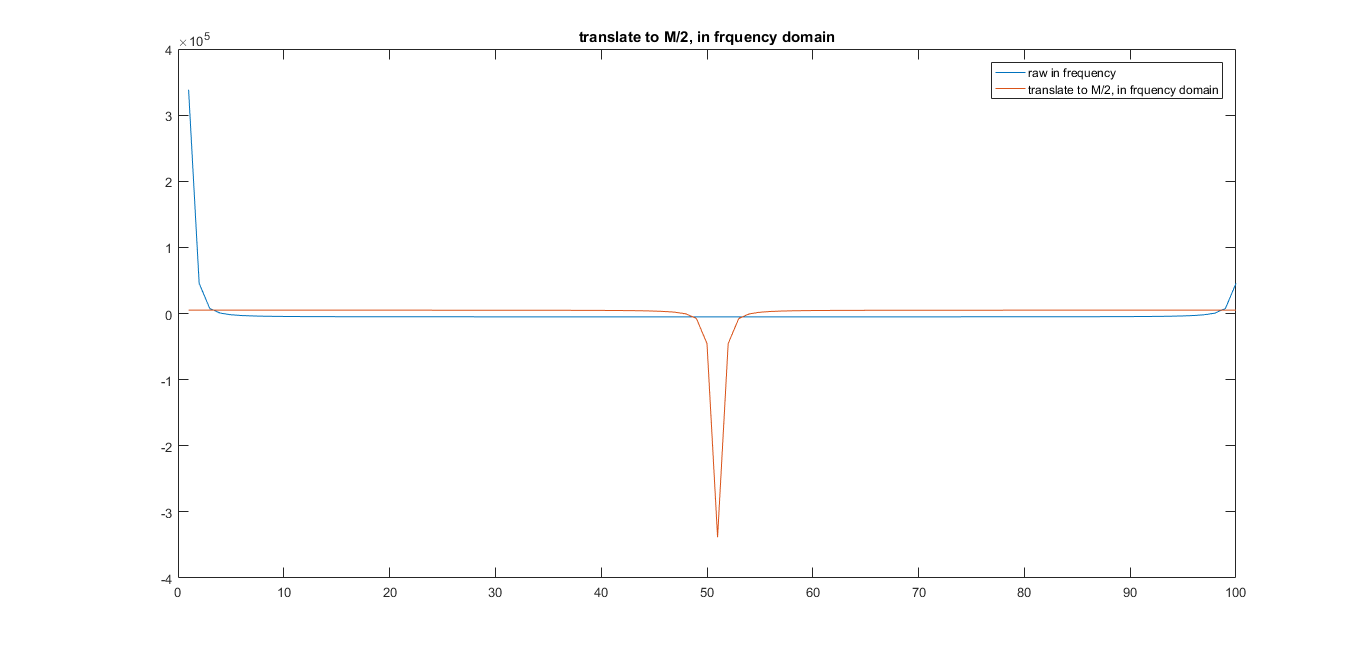 translate to M/2, in frquency domain
×10^5
raw in frequency
translate to M/2, in frquency domain
4
3
2
1
0
-1
-2
-3
-4
0 10 20 30 40 50 60 70 80 90 100